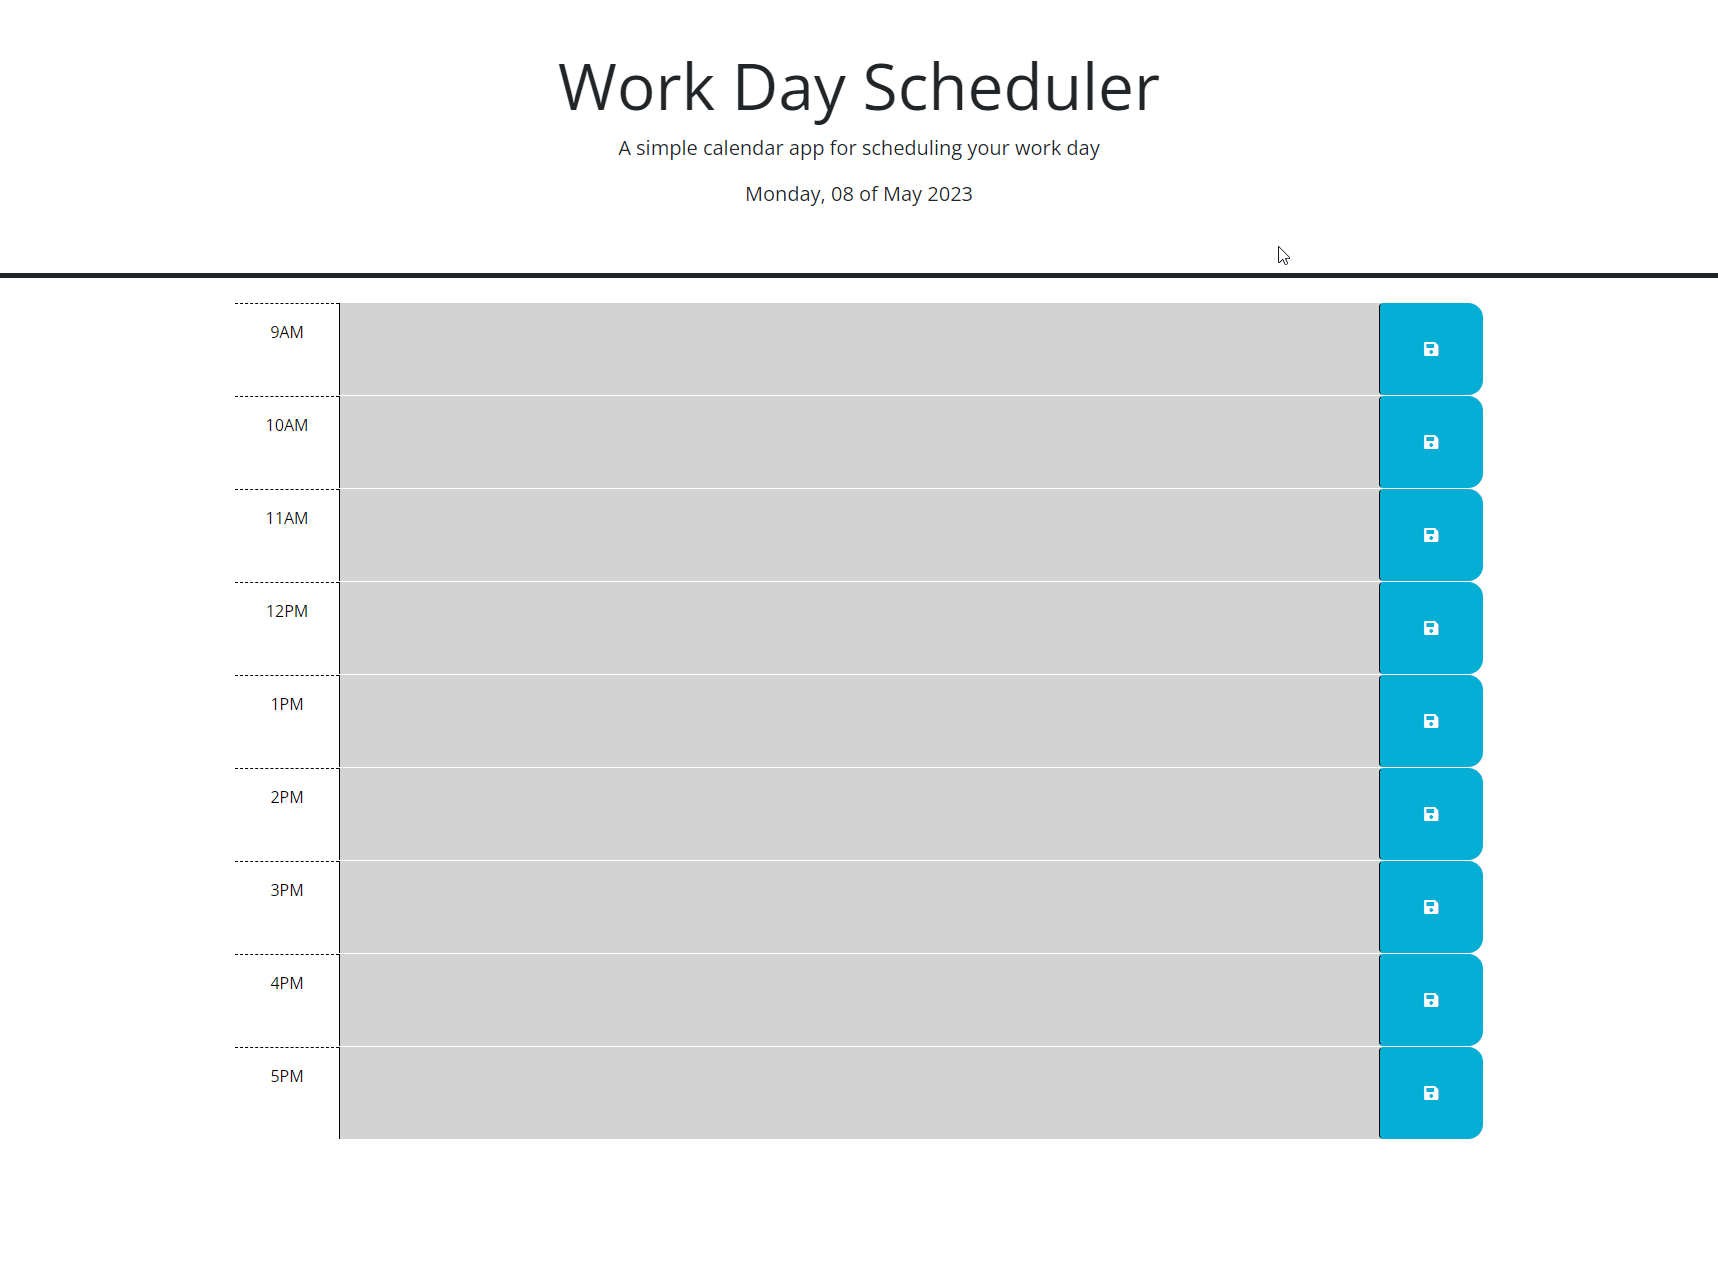 Work Day Scheduler
A simple calendar app for scheduling your work day
Monday, 08 of May 2023
9AM
10AM
11AM
12PM
1PM
2PM
3PM
4PM
5PM